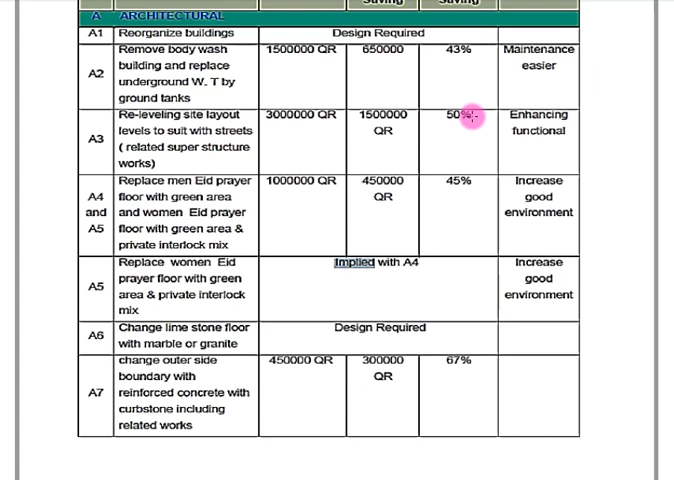 Saving Saving
A ARCHITECTURAL
A1 Reorganize buildings Design Required
A2 Remove body wash building and replace underground W. T by ground tanks 1500000 QR 650000 43% Maintenance easier
A3 Re-leveling site layout levels to suit with streets ( related super structure works) 3000000 QR 1500000 QR 50% Enhancing functional
A4 and A5 Replace men Eid prayer floor with green area and women Eid prayer floor with green area & private interlock mix 1000000 QR 450000 QR 45% Increase good environment
A5 Replace women Eid prayer floor with green area & private interlock mix Implied with A4 Increase good environment
A6 Change lime stone floor with marble or granite Design Required
A7 change outer side boundary with reinforced concrete with curbstone including related works 450000 QR 300000 QR 67%